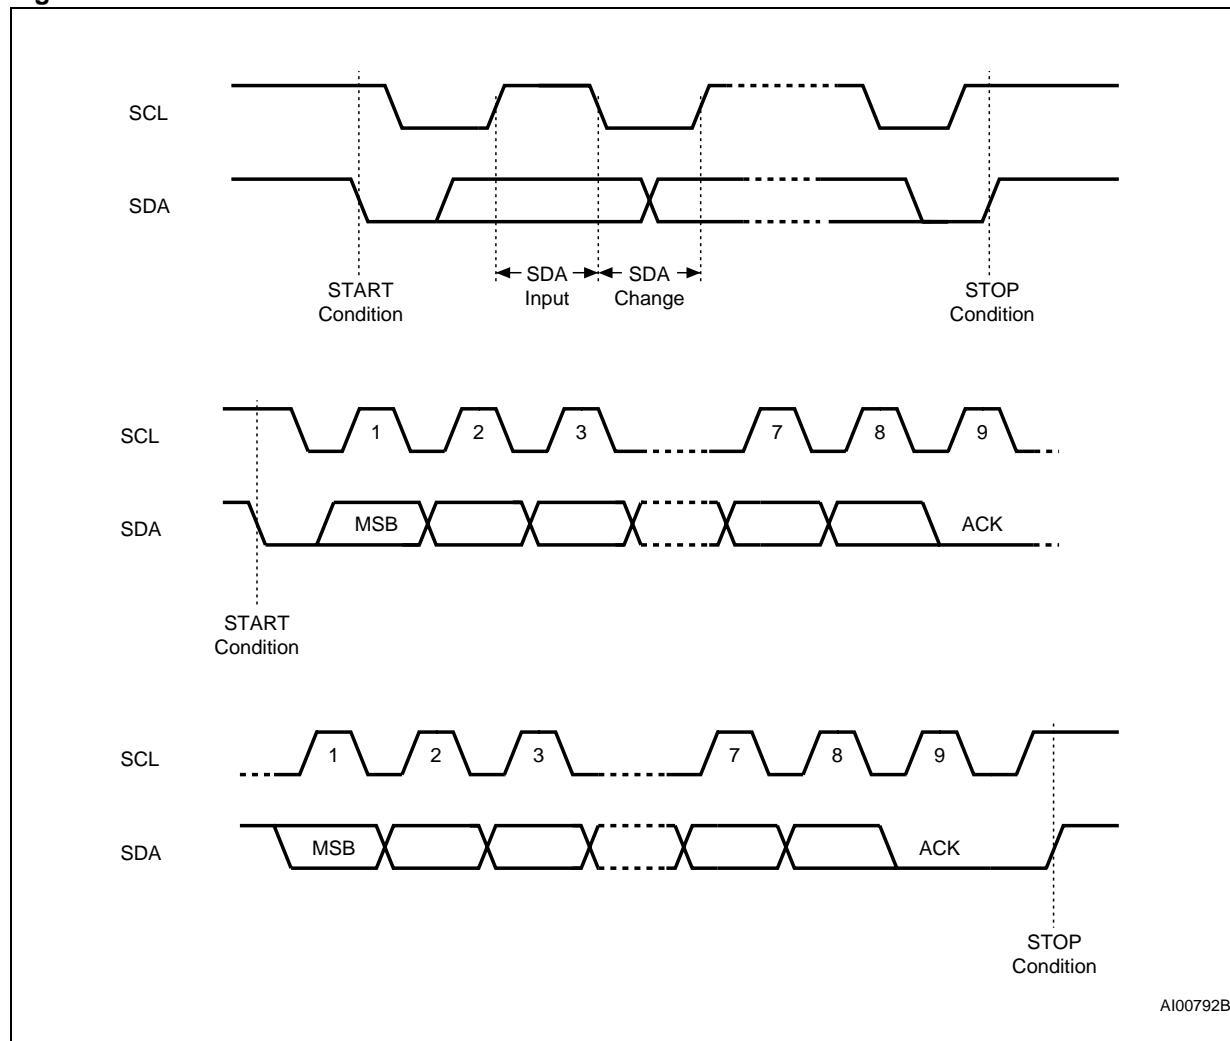 SCL
SDA
SDA
Input
SDA
Change
START
Condition
STOP
Condition
SCL
1 2 3 7 8 9
SDA
MSB
ACK
START
Condition
SCL
1 2 3 7 8 9
SDA
MSB
ACK
STOP
Condition
AI00792B